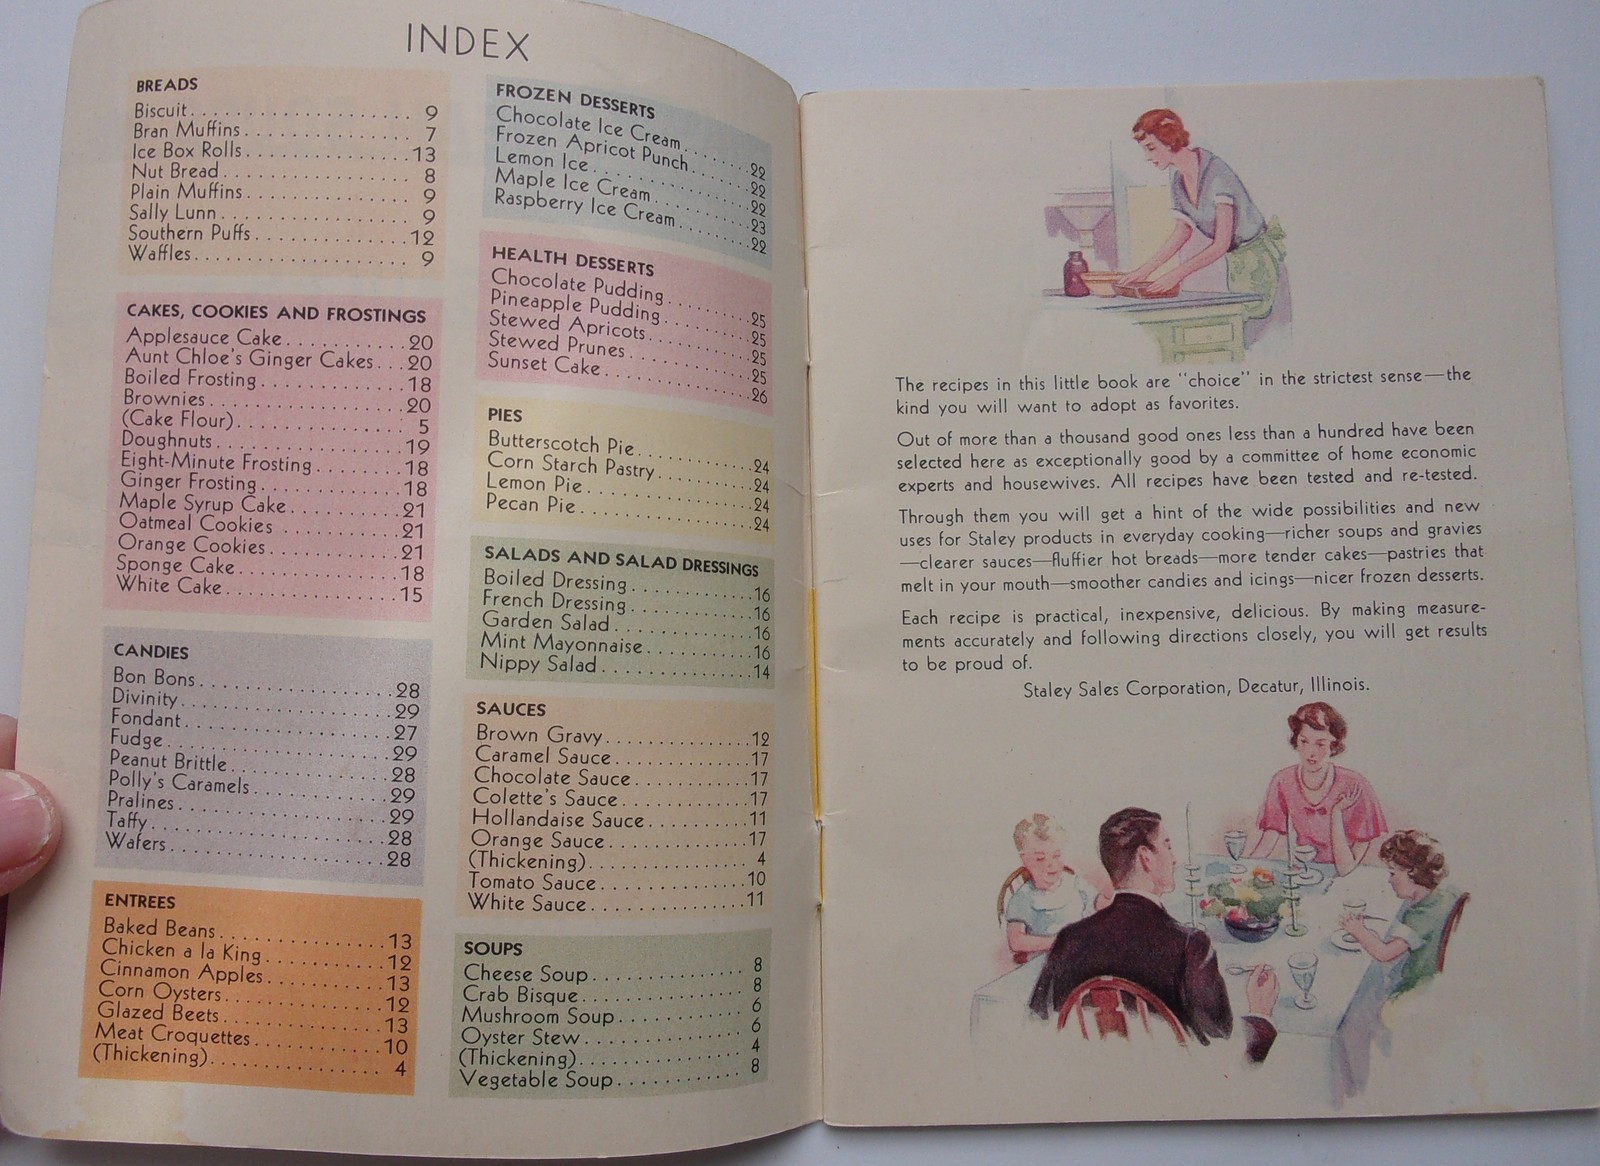 INDEX
BREADS
Biscuit.......................... 9
Bran Muffins.................... 7
Ice Box Rolls....................13
Nut Bread....................... 8
Plain Muffins.................... 9
Sally Lunn....................... 9
Southern Puffs...................12
Waffles.......................... 9
CAKES, COOKIES AND FROSTINGS
Applesauce Cake............20
Aunt Chloe's Ginger Cakes...20
Boiled Frosting..............18
Brownies....................20
(Cake Flour)................. 5
Doughnuts...................19
Eight-Minute Frosting........18
Ginger Frosting..............18
Maple Syrup Cake...........21
Oatmeal Cookies............21
Orange Cookies.............21
Sponge Cake................18
White Cake..................15
CANDIES
Bon Bons....................28
Divinity.....................29
Fondant.....................27
Fudge.......................29
Peanut Brittle................28
Polly's Caramels..............29
Pralines.....................29
Taffy........................28
Wafers......................28
ENTREES
Baked Beans.................13
Chicken a la King............12
Cinnamon Apples............13
Corn Oysters................12
Glazed Beets................13
Meat Croquettes.............10
(Thickening)................. 4
FROZEN DESSERTS
Chocolate Ice Cream........22
Frozen Apricot Punch.......22
Lemon Ice..................22
Maple Ice Cream............23
Raspberry Ice Cream........22
HEALTH DESSERTS
Chocolate Pudding..........25
Pineapple Pudding..........25
Stewed Apricots............25
Stewed Prunes..............25
Sunset Cake................26
PIES
Butterscotch Pie............24
Corn Starch Pastry..........24
Lemon Pie..................24
Pecan Pie..................24
SALADS AND SALAD DRESSINGS
Boiled Dressing.............16
French Dressing.............16
Garden Salad...............16
Mint Mayonnaise............16
Nippy Salad................14
SAUCES
Brown Gravy................12
Caramel Sauce..............17
Chocolate Sauce............17
Colette's Sauce.............17
Hollandaise Sauce...........11
Orange Sauce...............17
(Thickening)................ 4
Tomato Sauce...............10
White Sauce................11
SOUPS
Cheese Soup................ 8
Crab Bisque................. 8
Mushroom Soup............. 6
Oyster Stew................. 6
(Thickening)................. 4
Vegetable Soup.............. 8
The recipes in this little book are "choice" in the strictest sense—the
kind you will want to adopt as favorites.
Out of more than a thousand good ones less than a hundred have been
selected here as exceptionally good by a committee of home economic
experts and housewives. All recipes have been tested and re-tested.
Through them you will get a hint of the wide possibilities and new
uses for Staley products in everyday cooking—richer soups and gravies
—clearer sauces—fluffier hot breads—more tender cakes—pastries that
melt in your mouth—smoother candies and icings—nicer frozen desserts.
Each recipe is practical, inexpensive, delicious. By making measure-
ments accurately and following directions closely, you will get results
to be proud of.
Staley Sales Corporation, Decatur, Illinois.